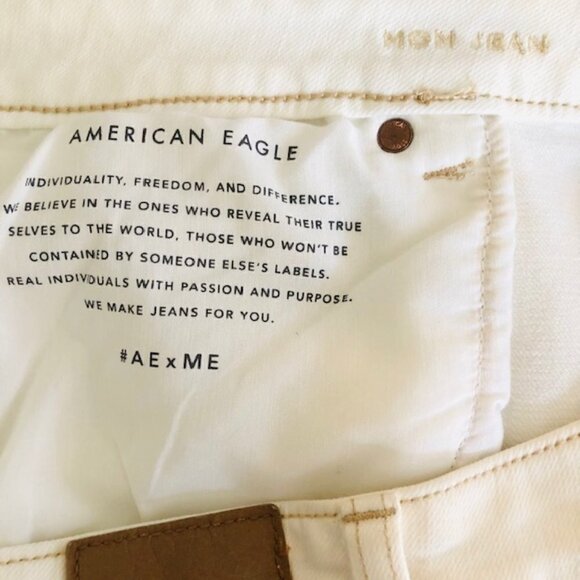 MOM JEAN
AMERICAN EAGLE
INDIVIDUALITY, FREEDOM, AND DIFFERENCE.
WE BELIEVE IN THE ONES WHO REVEAL THEIR TRUE
SELVES TO THE WORLD, THOSE WHO WON'T BE
CONTAINED BY SOMEONE ELSE'S LABELS.
REAL INDIVIDUALS WITH PASSION AND PURPOSE.
WE MAKE JEANS FOR YOU.
#AExME